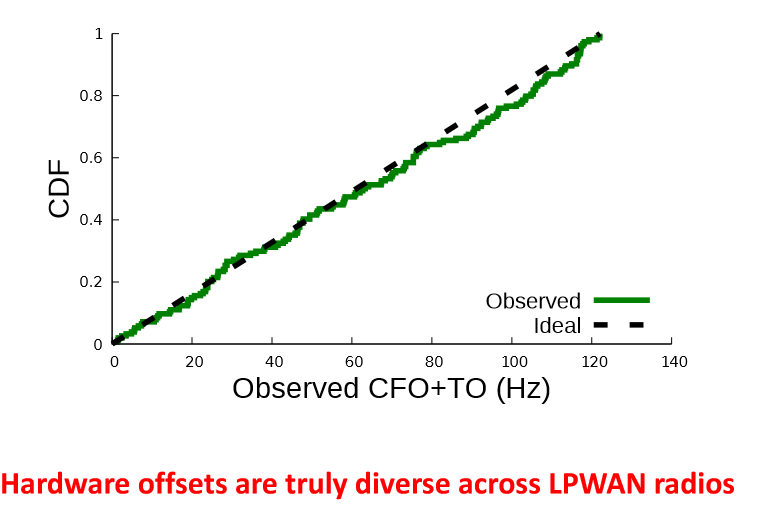 1
0.8
0.6
0.4
0.2
0
CDF
Observed
Ideal
0 20 40 60 80 100 120 140
Observed CFO+TO (Hz)
Hardware offsets are truly diverse across LPWAN radios